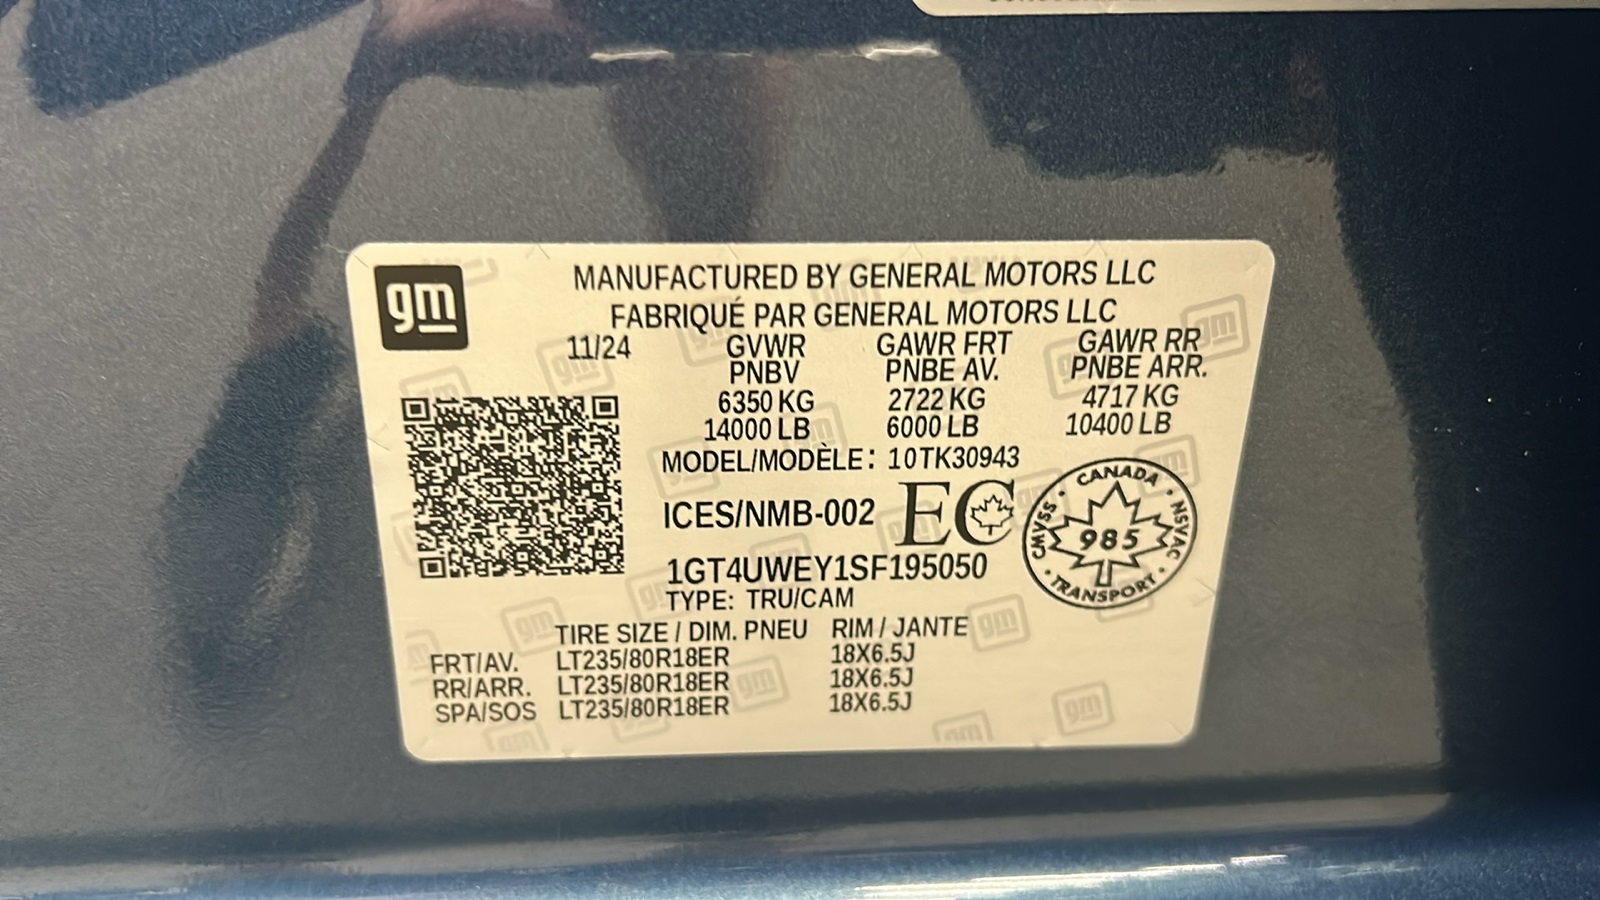 gm
MANUFACTURED BY GENERAL MOTORS LLC
FABRIQUÉ PAR GENERAL MOTORS LLC
11/24 GVWR GAWR FRT GAWR RR
PNBV PNBE AV. PNBE ARR.
6350 KG 2722 KG 4717 KG
14000 LB 6000 LB 10400 LB
MODEL/MODÈLE: 10TK30943
ICES/NMB-002 EC
CANADA
CMVSS
NSVAC
985
TRANSPORT
1GT4UWEY1SF195050
TYPE: TRU/CAM
TIRE SIZE / DIM. PNEU RIM / JANTE
FRT/AV. LT235/80R18ER 18X6.5J
RR/ARR. LT235/80R18ER 18X6.5J
SPA/SOS LT235/80R18ER 18X6.5J